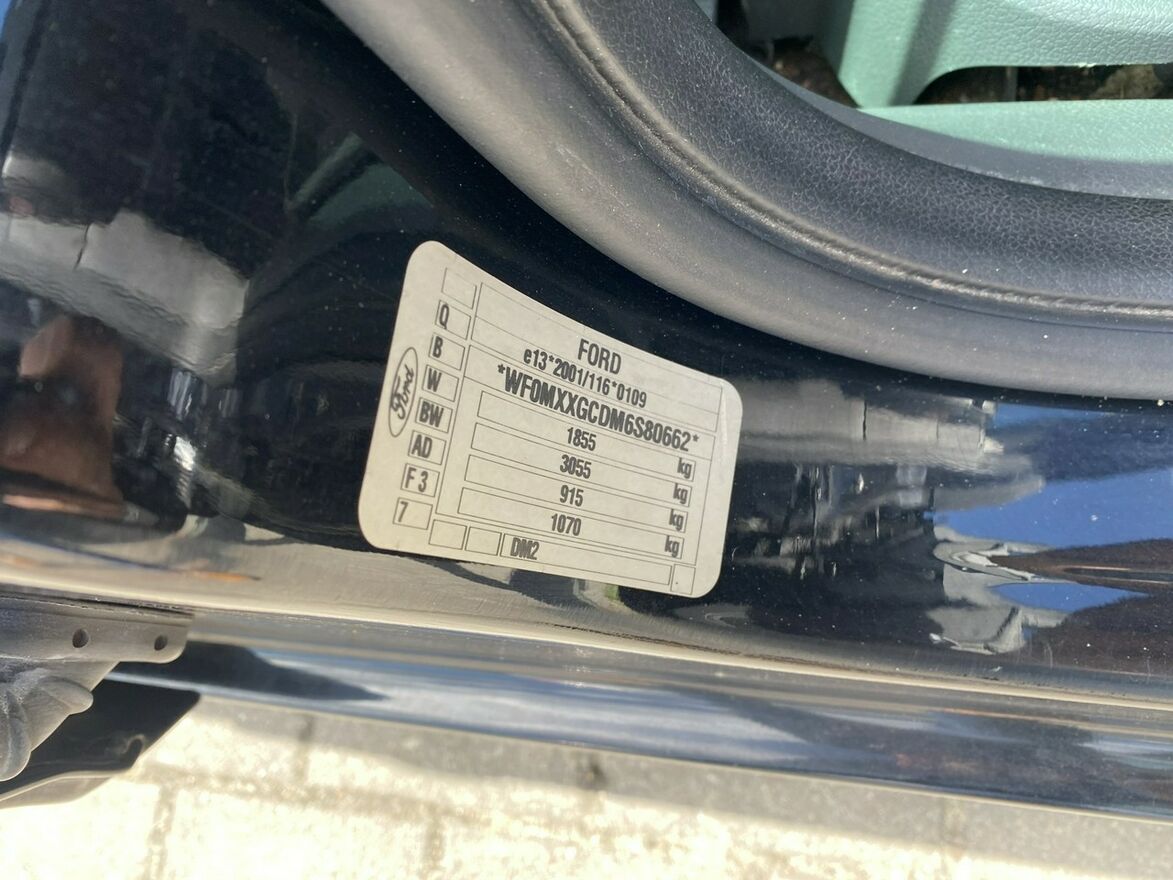 Ford
Q
B
W
BW
AD
F 3
7
FORD
e13*2001/116*0109
*WF0MXXGCDM6S80662*
1855 kg
3055 kg
915 kg
1070 kg
DM2